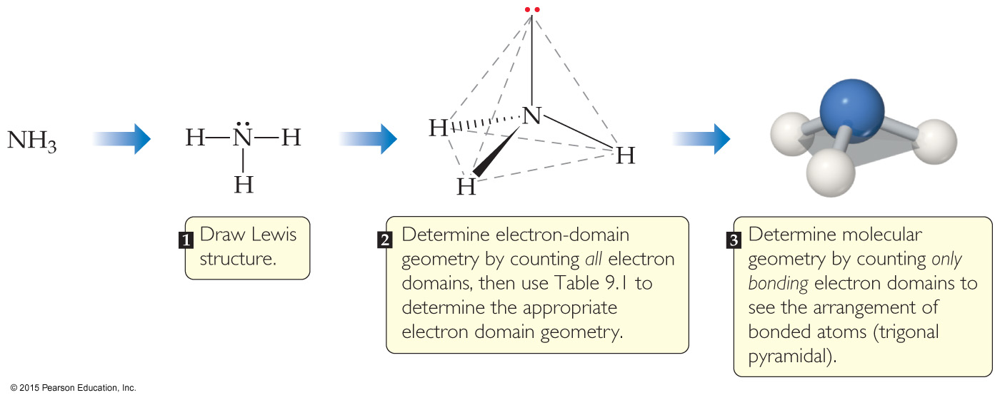 NH3
H—N̈—H
H
N
H
H
H
1 Draw Lewis
structure.
2 Determine electron-domain
geometry by counting all electron
domains, then use Table 9.1 to
determine the appropriate
electron domain geometry.
3 Determine molecular
geometry by counting only
bonding electron domains to
see the arrangement of
bonded atoms (trigonal
pyramidal).
© 2015 Pearson Education, Inc.